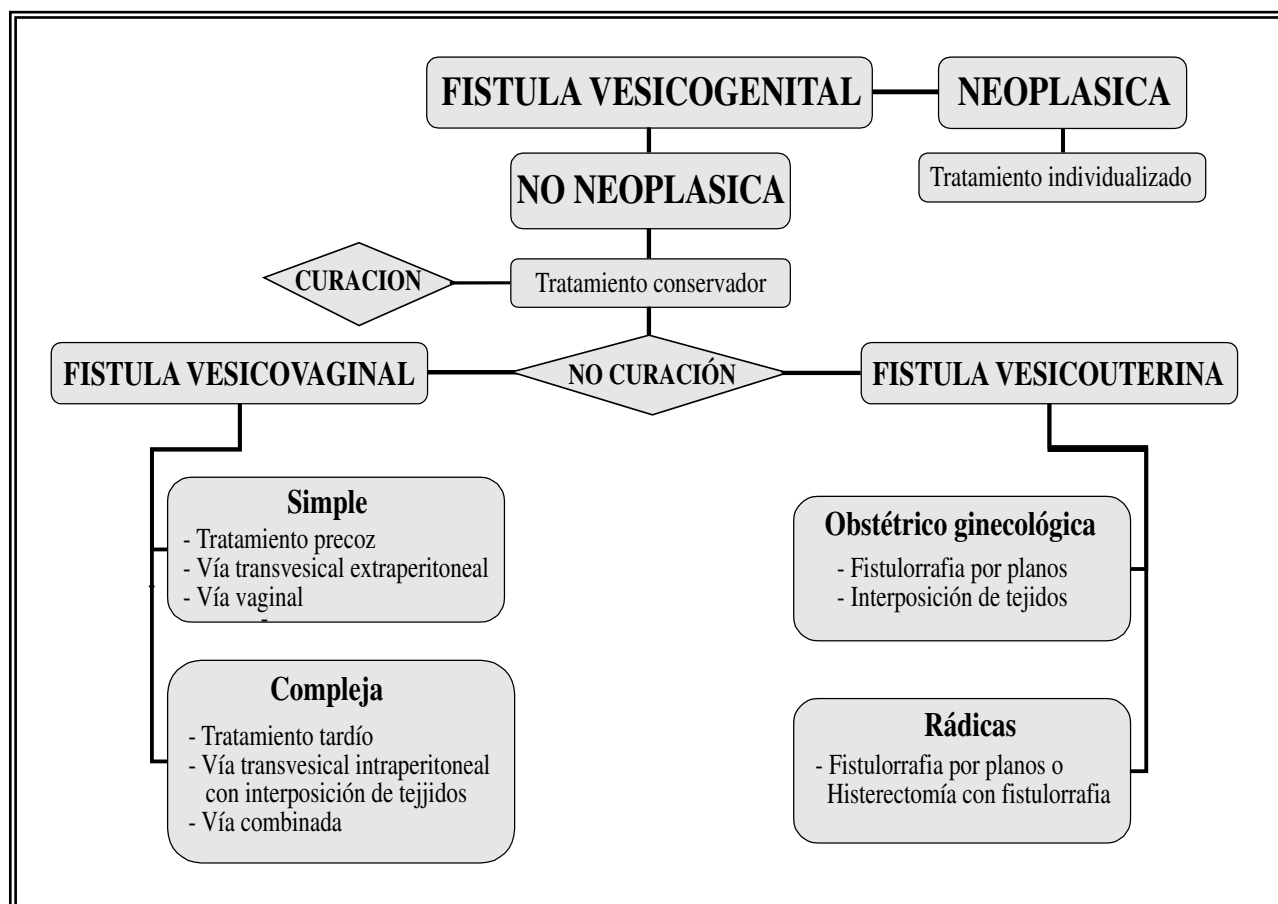 FISTULA VESICOGENITAL
NEOPLASICA
Tratamiento individualizado
NO NEOPLASICA
CURACION
Tratamiento conservador
FISTULA VESICOVAGINAL
NO CURACIÓN
FISTULA VESICOUTERINA
Simple
- Tratamiento precoz
- Vía transvesical extraperitoneal
- Vía vaginal
-
Compleja
- Tratamiento tardío
- Vía transvesical intraperitoneal
con interposición de tejjidos
- Vía combinada
Obstétrico ginecológica
- Fistulorrafia por planos
- Interposición de tejidos
Rádicas
- Fistulorrafia por planos o
Histerectomía con fistulorrafia